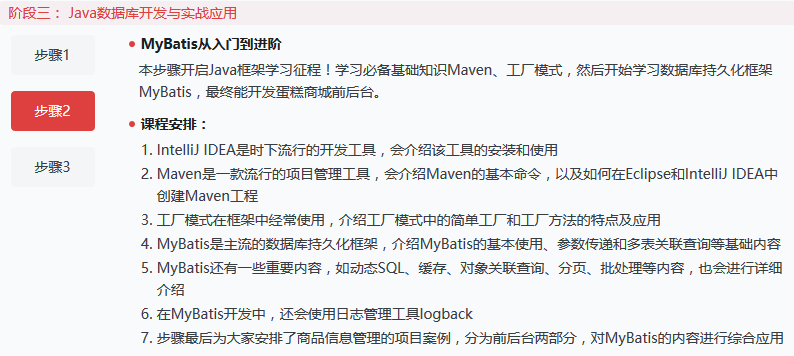 阶段三： Java数据库开发与实战应用
步骤1
步骤2
步骤3
MyBatis从入门到进阶
本步骤开启Java框架学习征程！学习必备基础知识Maven、工厂模式，然后开始学习数据库持久化框架
MyBatis，最终能开发蛋糕商城前后台。
课程安排：
1. IntelliJ IDEA是时下流行的开发工具，会介绍该工具的安装和使用
2. Maven是一款流行的项目管理工具，会介绍Maven的基本命令，以及如何在Eclipse和IntelliJ IDEA中
创建Maven工程
3. 工厂模式在框架中经常使用，介绍工厂模式中的简单工厂和工厂方法的特点及应用
4. MyBatis是主流的数据库持久化框架，介绍MyBatis的基本使用、参数传递和多表关联查询等基础内容
5. MyBatis还有一些重要内容，如动态SQL、缓存、对象关联查询、分页、批处理等内容，也会进行详细
介绍
6. 在MyBatis开发中，还会使用日志管理工具logback
7. 步骤最后为大家安排了商品信息管理的项目案例，分为前后台两部分，对MyBatis的内容进行综合应用